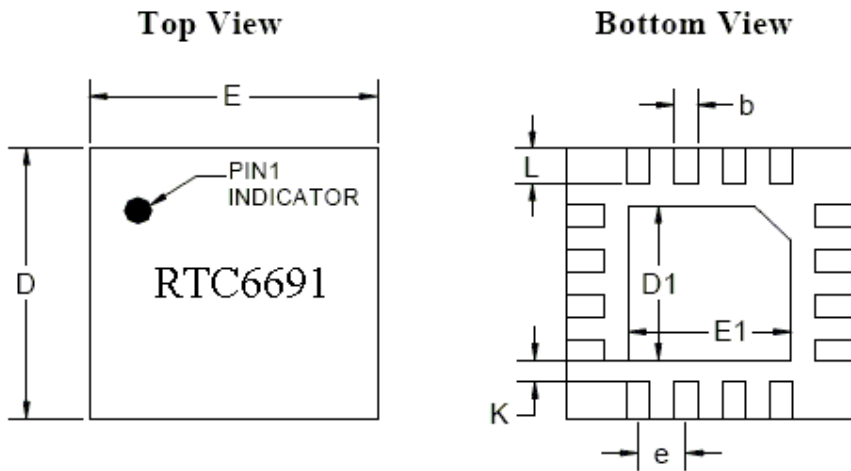 Top View
Bottom View
E
b
PIN1
INDICATOR
L
D
RTC6691
D1
E1
K
e